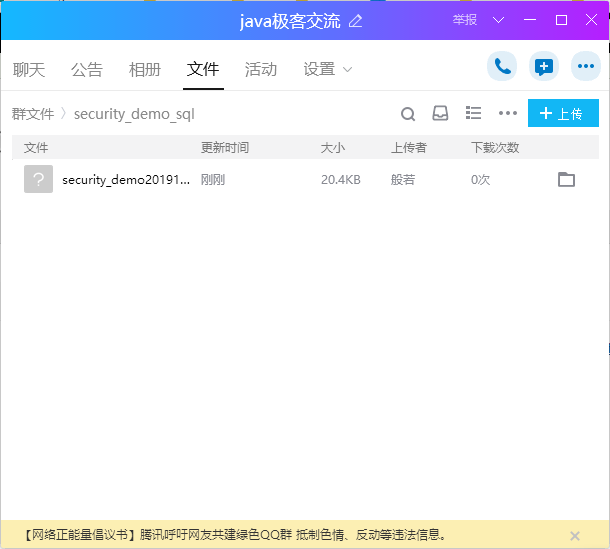 java极客交流
举报
聊天 公告 相册 文件 活动 设置
群文件 〉 security_demo_sql
上传
文件 更新时间 大小 上传者 下载次数
security_demo20191... 刚刚 20.4KB 般若 0次
【网络正能量倡议书】腾讯呼吁网友共建绿色QQ群 抵制色情、反动等违法信息。